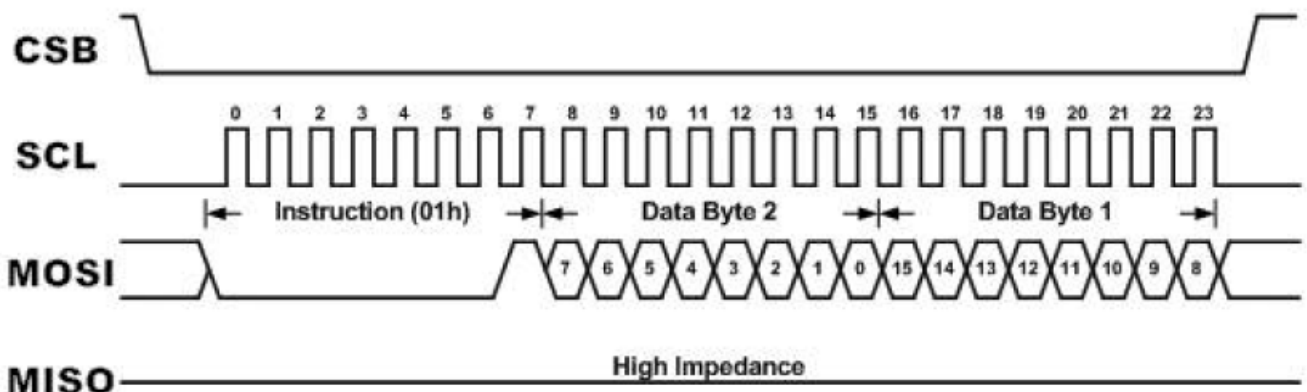 CSB
0 1 2 3 4 5 6 7 8 9 10 11 12 13 14 15 16 17 18 19 20 21 22 23
SCL
Instruction (01h) Data Byte 2 Data Byte 1
MOSI 7 6 5 4 3 2 1 0 15 14 13 12 11 10 9 8
High Impedance
MISO